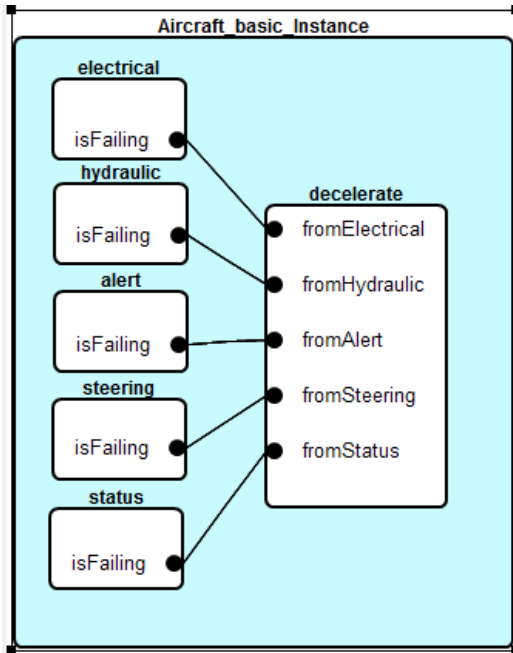 Aircraft_basic_Instance
electrical
isFailing
hydraulic
isFailing
alert
isFailing
steering
isFailing
status
isFailing
decelerate
fromElectrical
fromHydraulic
fromAlert
fromSteering
fromStatus